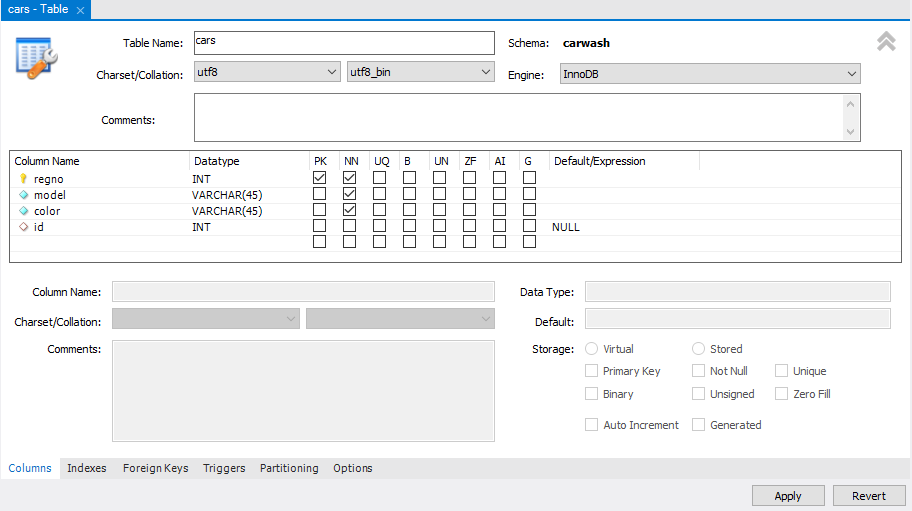 cars - Table ×
Table Name: cars Schema: carwash
Charset/Collation: utf8 utf8_bin Engine: InnoDB
Comments:
Column Name Datatype PK NN UQ B UN ZF AI G Default/Expression
regno INT
model VARCHAR(45)
color VARCHAR(45)
id INT NULL
Column Name: Data Type:
Charset/Collation: Default:
Comments: Storage: Virtual Stored
Primary Key Not Null Unique
Binary Unsigned Zero Fill
Auto Increment Generated
Columns Indexes Foreign Keys Triggers Partitioning Options
Apply Revert